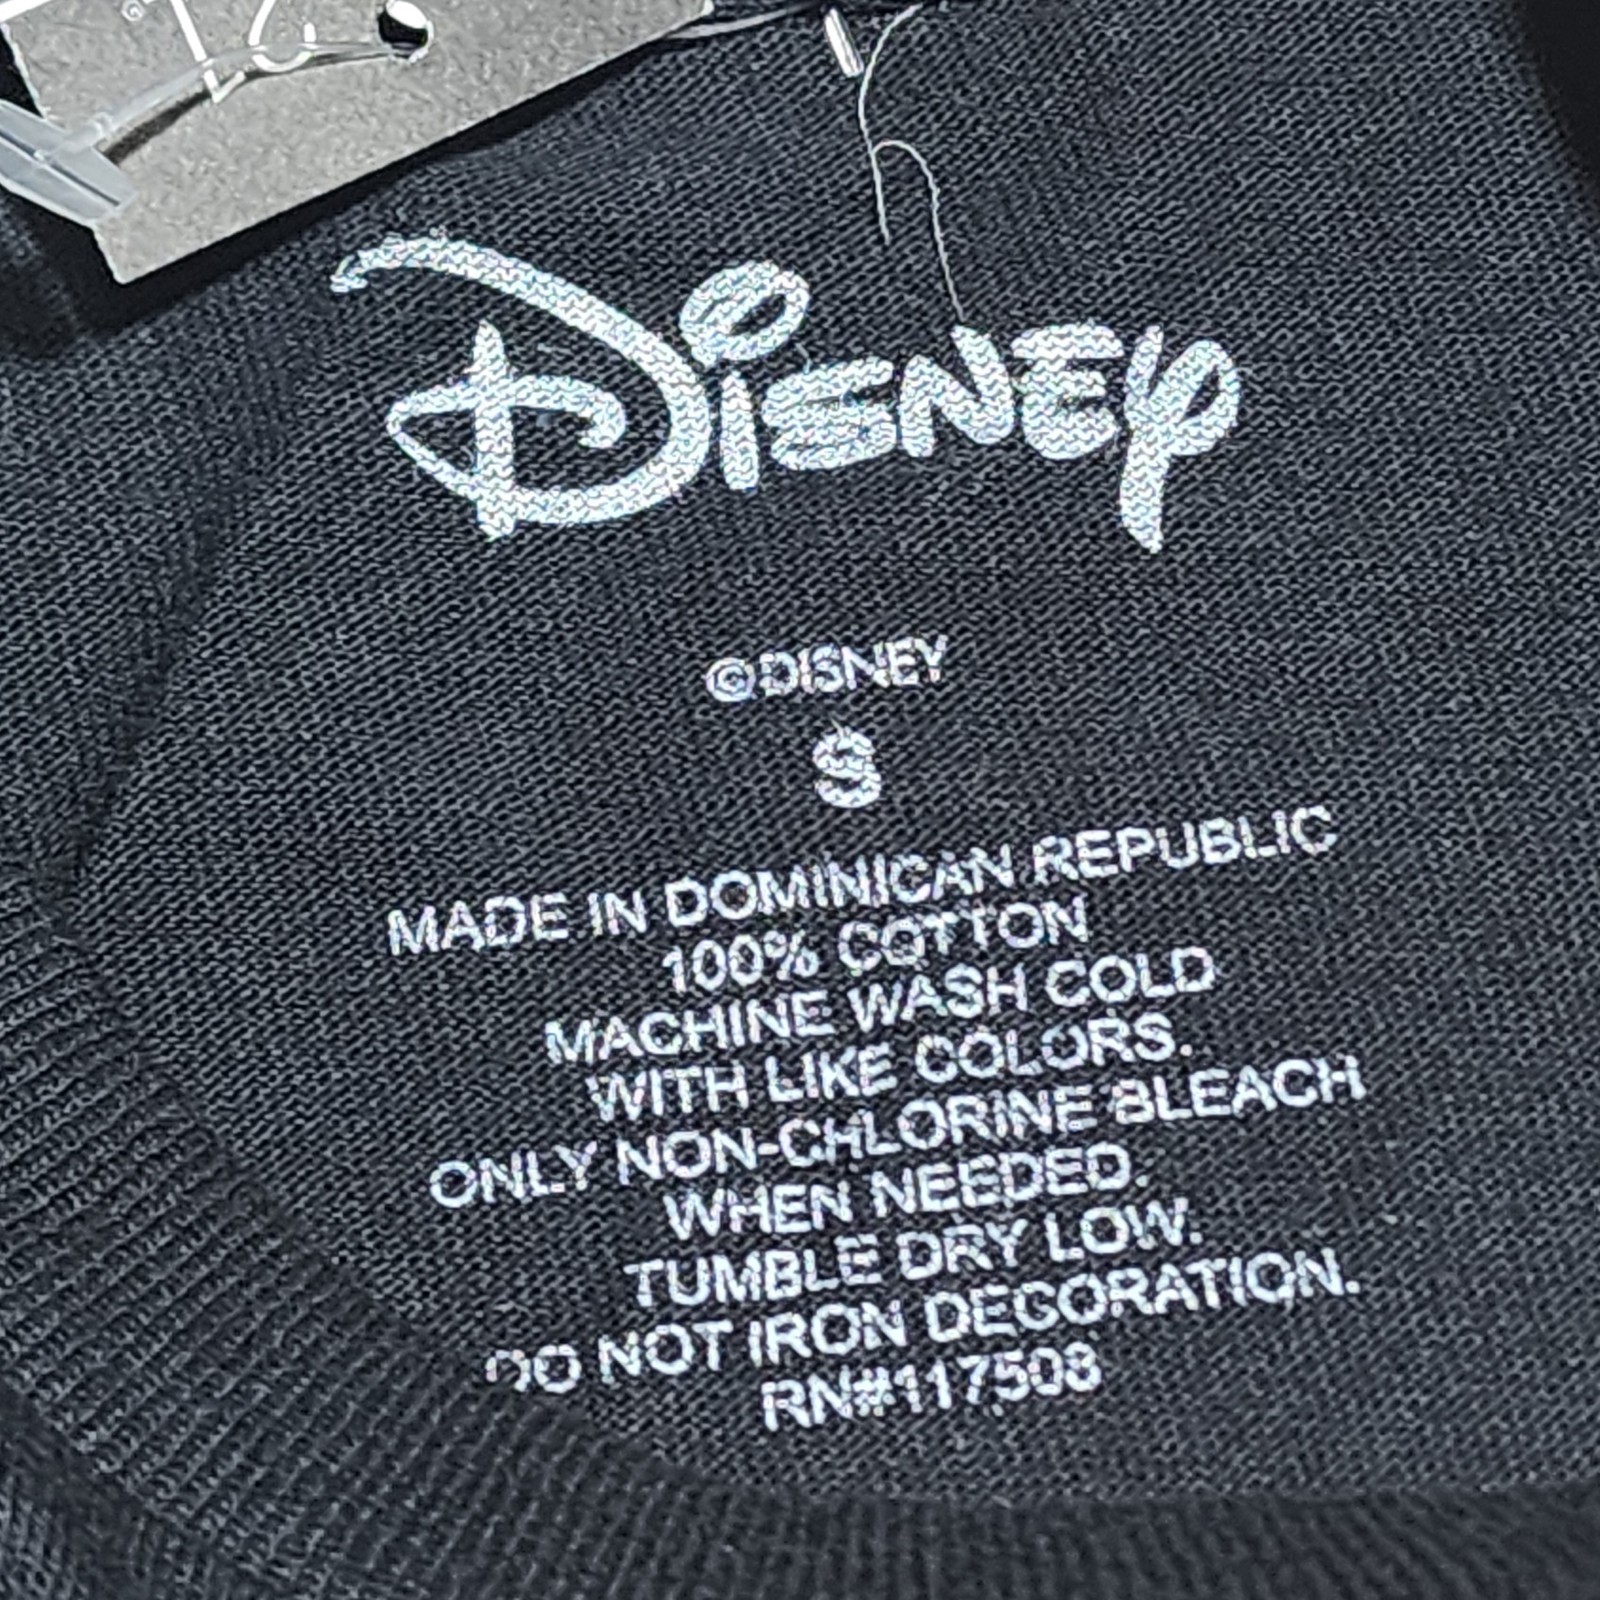 Disney
©DISNEY
S
MADE IN DOMINICAN REPUBLIC
100% COTTON
MACHINE WASH COLD
WITH LIKE COLORS.
ONLY NON-CHLORINE BLEACH
WHEN NEEDED.
TUMBLE DRY LOW.
DO NOT IRON DECORATION.
RN#117508